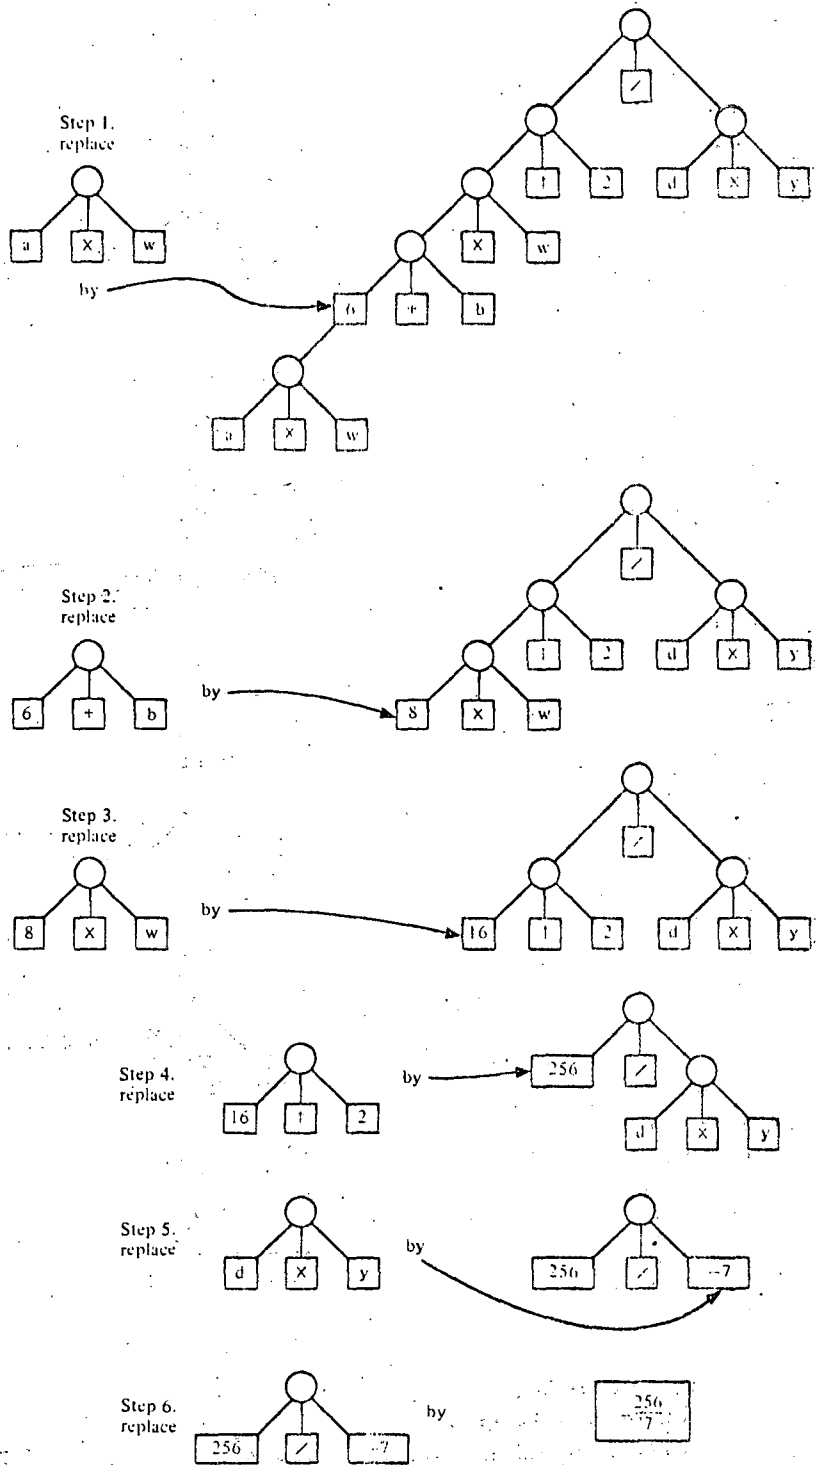 /
Step 1.
replace
↑ 2 d × y
a × w
× w
by
6 + b
a × w
/
Step 2.
replace
↑ 2 d × y
6 + b
by
8 × w
Step 3.
replace
/
8 × w
by
16 ↑ 2 d × y
Step 4.
replace
by
256 /
16 ↑ 2
d × y
Step 5.
replace
by
d × y
256 / -7
Step 6.
replace
by
256
7
256 / -7